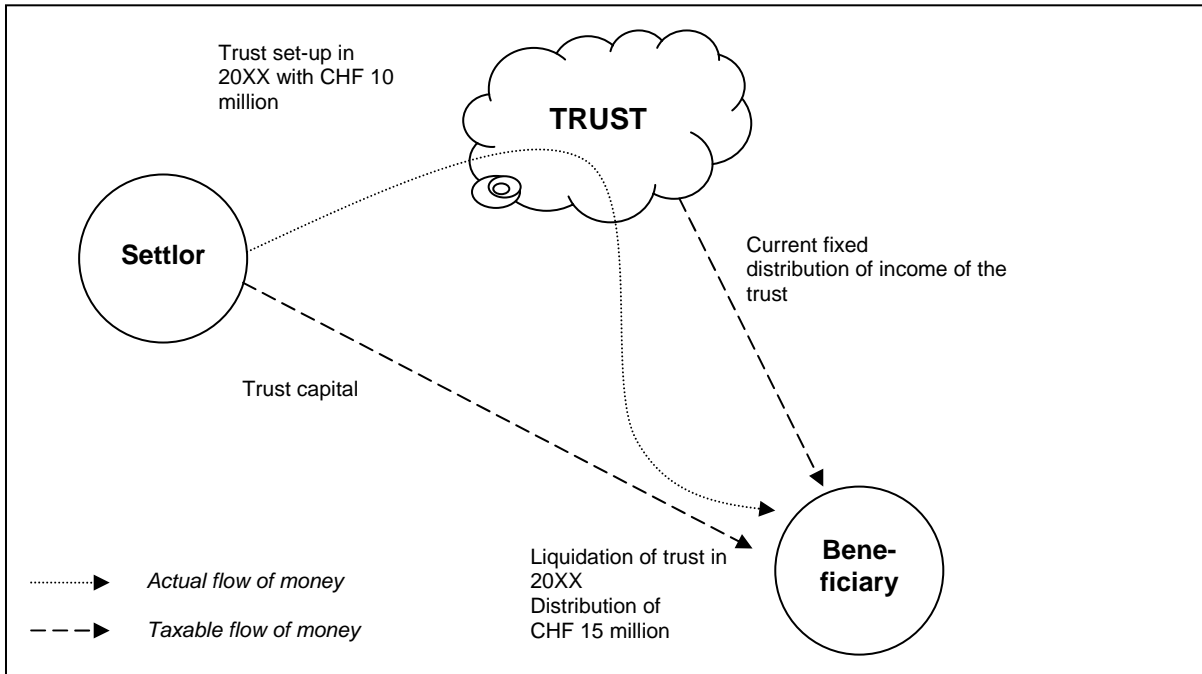 Trust set-up in
20XX with CHF 10
million
TRUST
Settlor
Current fixed
distribution of income of the
trust
Trust capital
Liquidation of trust in
20XX
Distribution of
CHF 15 million
Bene-
ficiary
Actual flow of money
Taxable flow of money